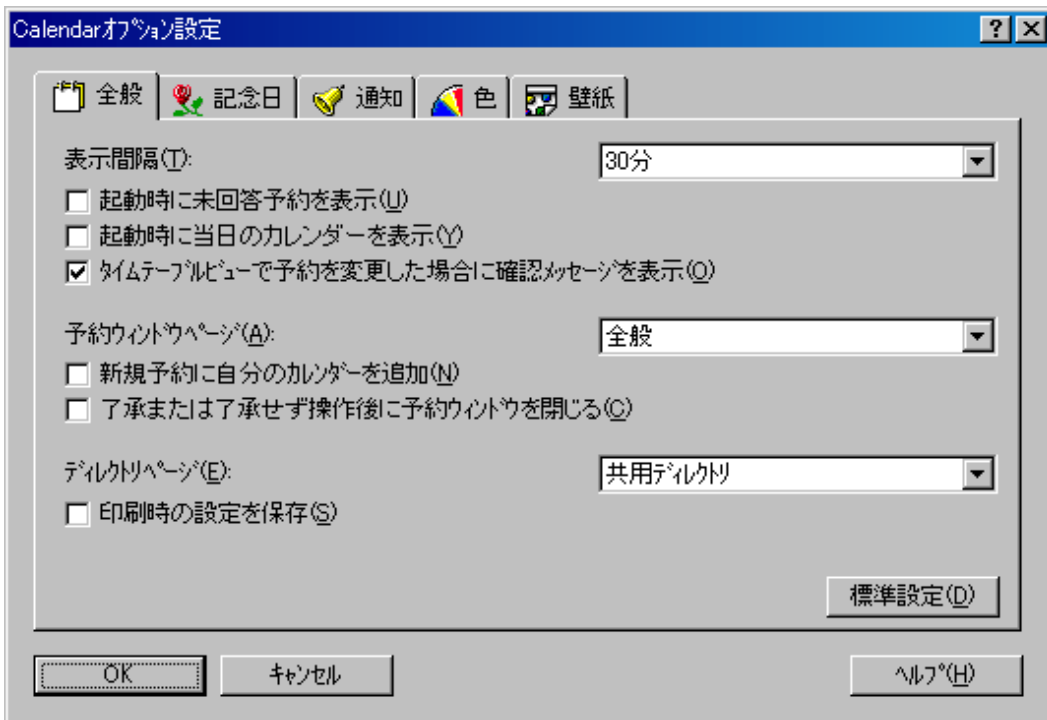 Calendarｵﾌﾟｼｮﾝ設定
全般 記念日 通知 色 壁紙
表示間隔(T): 30分
起動時に未回答予約を表示(U)
起動時に当日のカレンダーを表示(Y)
ﾀｲﾑﾃｰﾌﾞﾙﾋﾞｭｰで予約を変更した場合に確認ﾒｯｾｰｼﾞを表示(O)
予約ｳｨﾝﾄﾞｳﾍﾟｰｼﾞ(A): 全般
新規予約に自分のｶﾚﾝﾀﾞｰを追加(N)
了承または了承せず操作後に予約ｳｨﾝﾄﾞｳを閉じる(C)
ﾃﾞｨﾚｸﾄﾘﾍﾟｰｼﾞ(E): 共用ﾃﾞｨﾚｸﾄﾘ
印刷時の設定を保存(S)
標準設定(D)
OK ｷｬﾝｾﾙ ﾍﾙﾌﾟ(H)